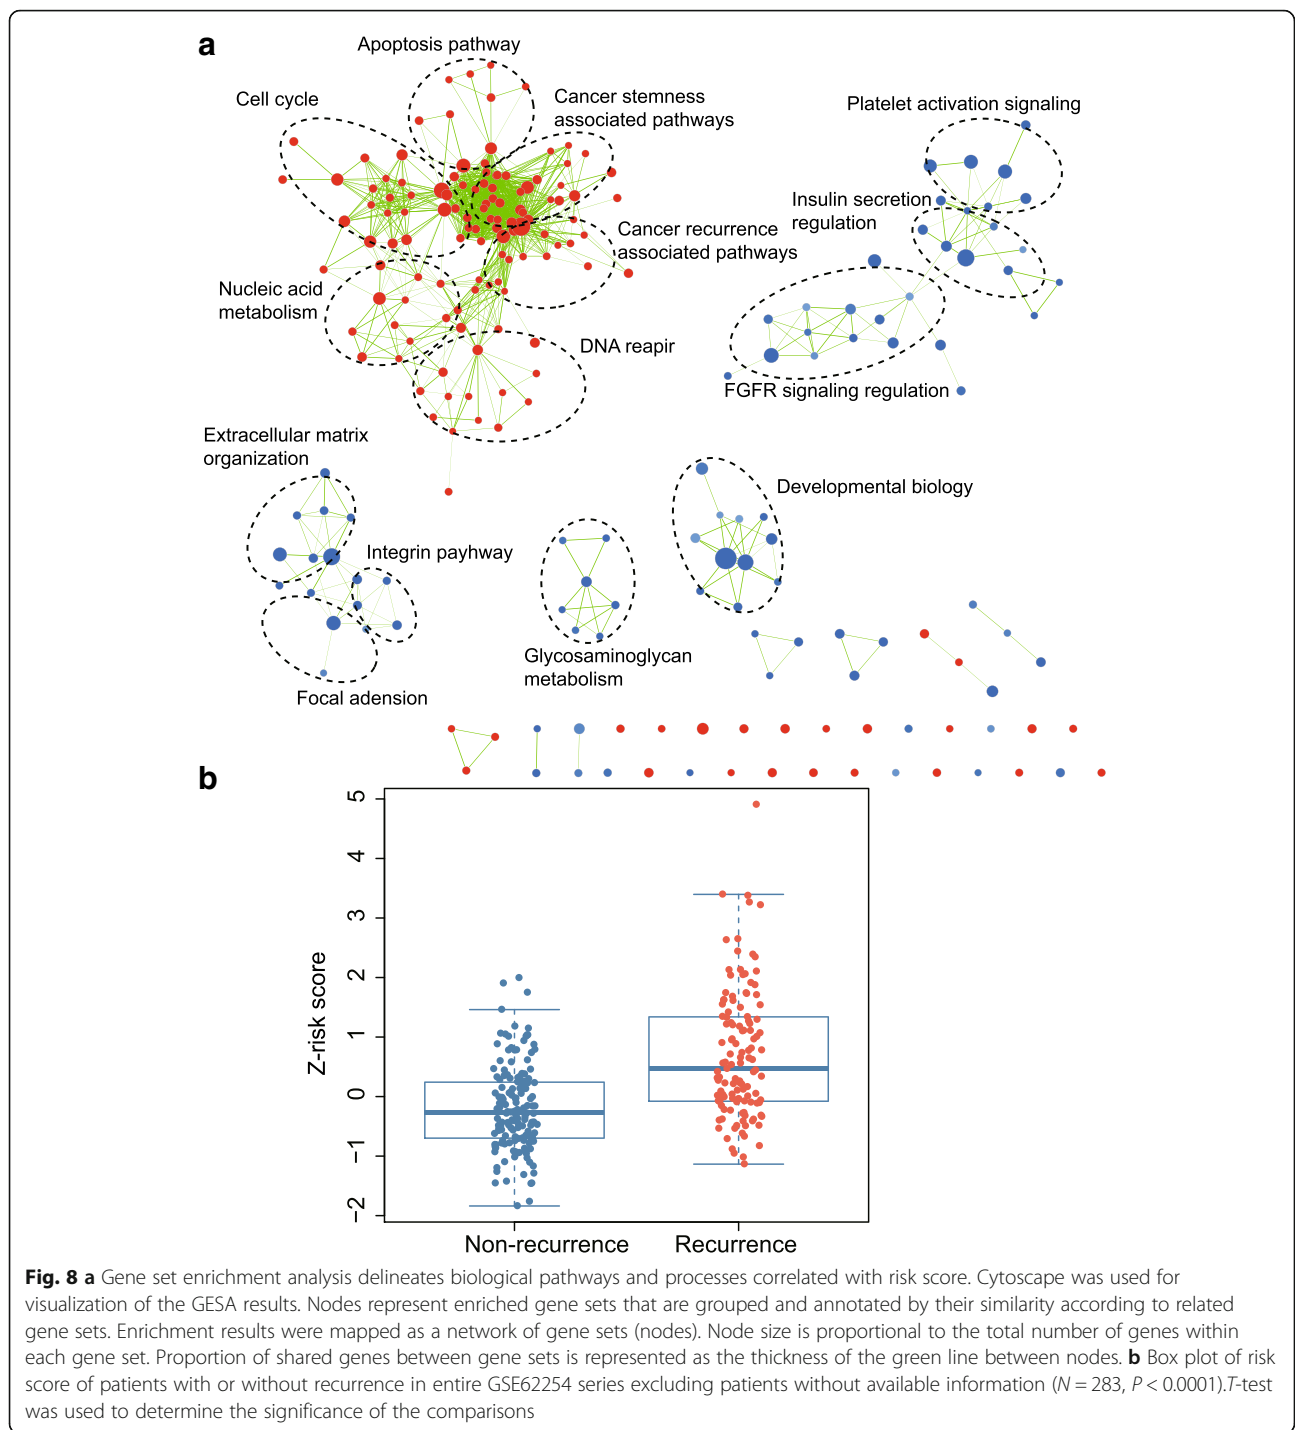 a
Apoptosis pathway
Cell cycle
Cancer stemness
associated pathways
Platelet activation signaling
Insulin secretion
regulation
Cancer recurrence
associated pathways
Nucleic acid
metabolism
DNA reapir
FGFR signaling regulation
Extracellular matrix
organization
Developmental biology
Integrin payhway
Glycosaminoglycan
metabolism
Focal adension
b
5
4
3
2
1
0
−1
−2
Z-risk score
Non-recurrence
Recurrence
Fig. 8 a Gene set enrichment analysis delineates biological pathways and processes correlated with risk score. Cytoscape was used for
visualization of the GESA results. Nodes represent enriched gene sets that are grouped and annotated by their similarity according to related
gene sets. Enrichment results were mapped as a network of gene sets (nodes). Node size is proportional to the total number of genes within
each gene set. Proportion of shared genes between gene sets is represented as the thickness of the green line between nodes. b Box plot of risk
score of patients with or without recurrence in entire GSE62254 series excluding patients without available information (N = 283, P < 0.0001).T-test
was used to determine the significance of the comparisons